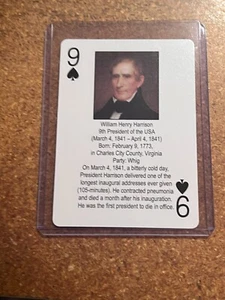 9
William Henry Harrison
9th President of the USA
(March 4, 1841 – April 4, 1841)
Born: February 9, 1773,
in Charles City County, Virginia
Party: Whig
On March 4, 1841, a bitterly cold day,
President Harrison delivered one of the
longest inaugural addresses ever given
(105-minutes). He contracted pneumonia
and died a month after his inauguration.
He was the first president to die in office
9